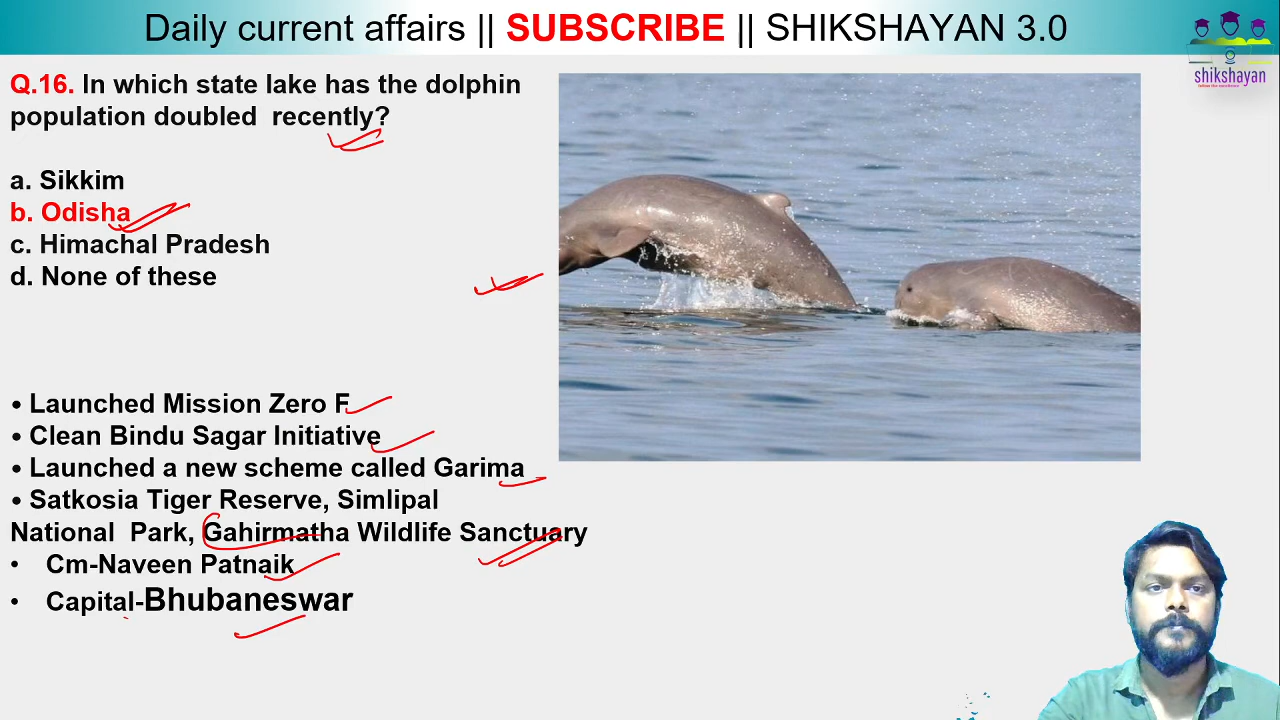 Daily current affairs || SUBSCRIBE || SHIKSHAYAN 3.0
shikshayan
Q.16. In which state lake has the dolphin
population doubled recently?
a. Sikkim
b. Odisha
c. Himachal Pradesh
d. None of these
• Launched Mission Zero F
• Clean Bindu Sagar Initiative
• Launched a new scheme called Garima
• Satkosia Tiger Reserve, Simlipal
National Park, Gahirmatha Wildlife Sanctuary
• Cm-Naveen Patnaik
• Capital-Bhubaneswar